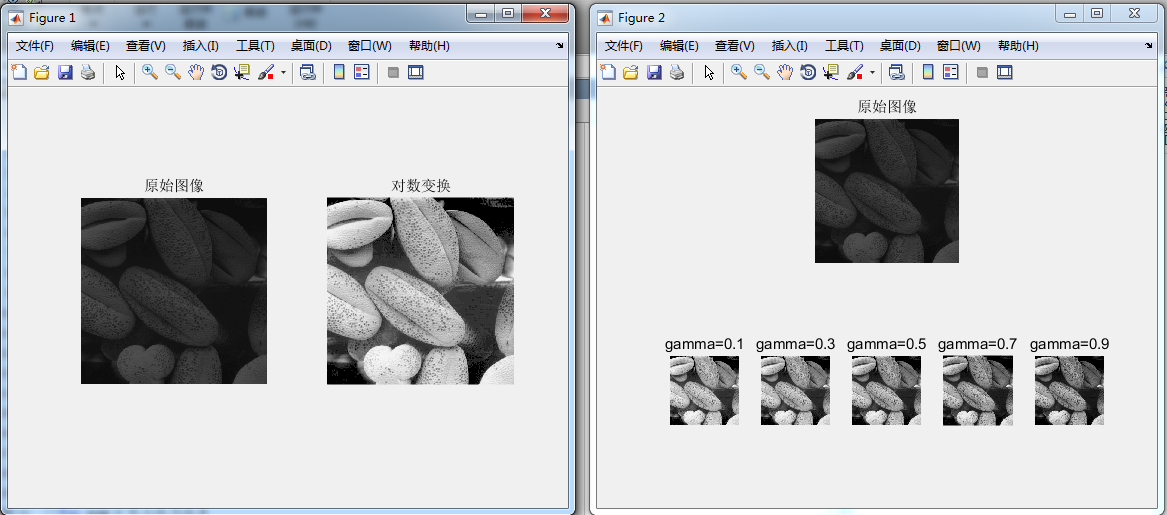 Figure 1
文件(F) 编辑(E) 查看(V) 插入(I) 工具(T) 桌面(D) 窗口(W) 帮助(H)
原始图像 对数变换
Figure 2
文件(F) 编辑(E) 查看(V) 插入(I) 工具(T) 桌面(D) 窗口(W) 帮助(H)
原始图像
gamma=0.1 gamma=0.3 gamma=0.5 gamma=0.7 gamma=0.9